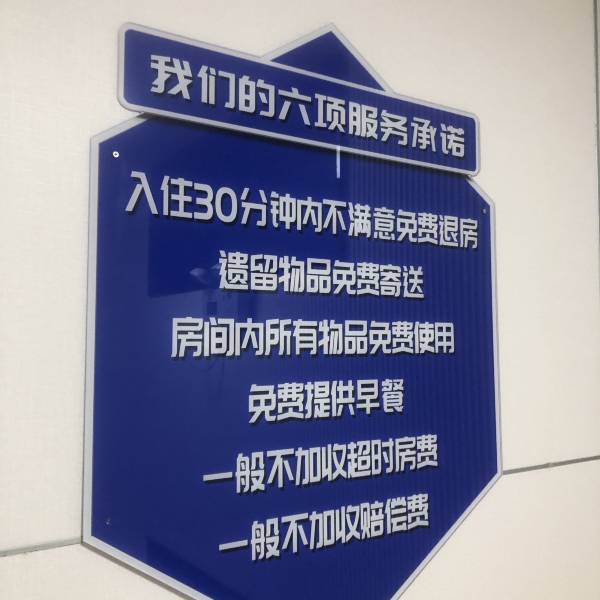 我们的六项服务承诺
入住30分钟内不满意免费退房
遗留物品免费寄送
房间内所有物品免费使用
免费提供早餐
一般不加收超时房费
一般不加收赔偿费